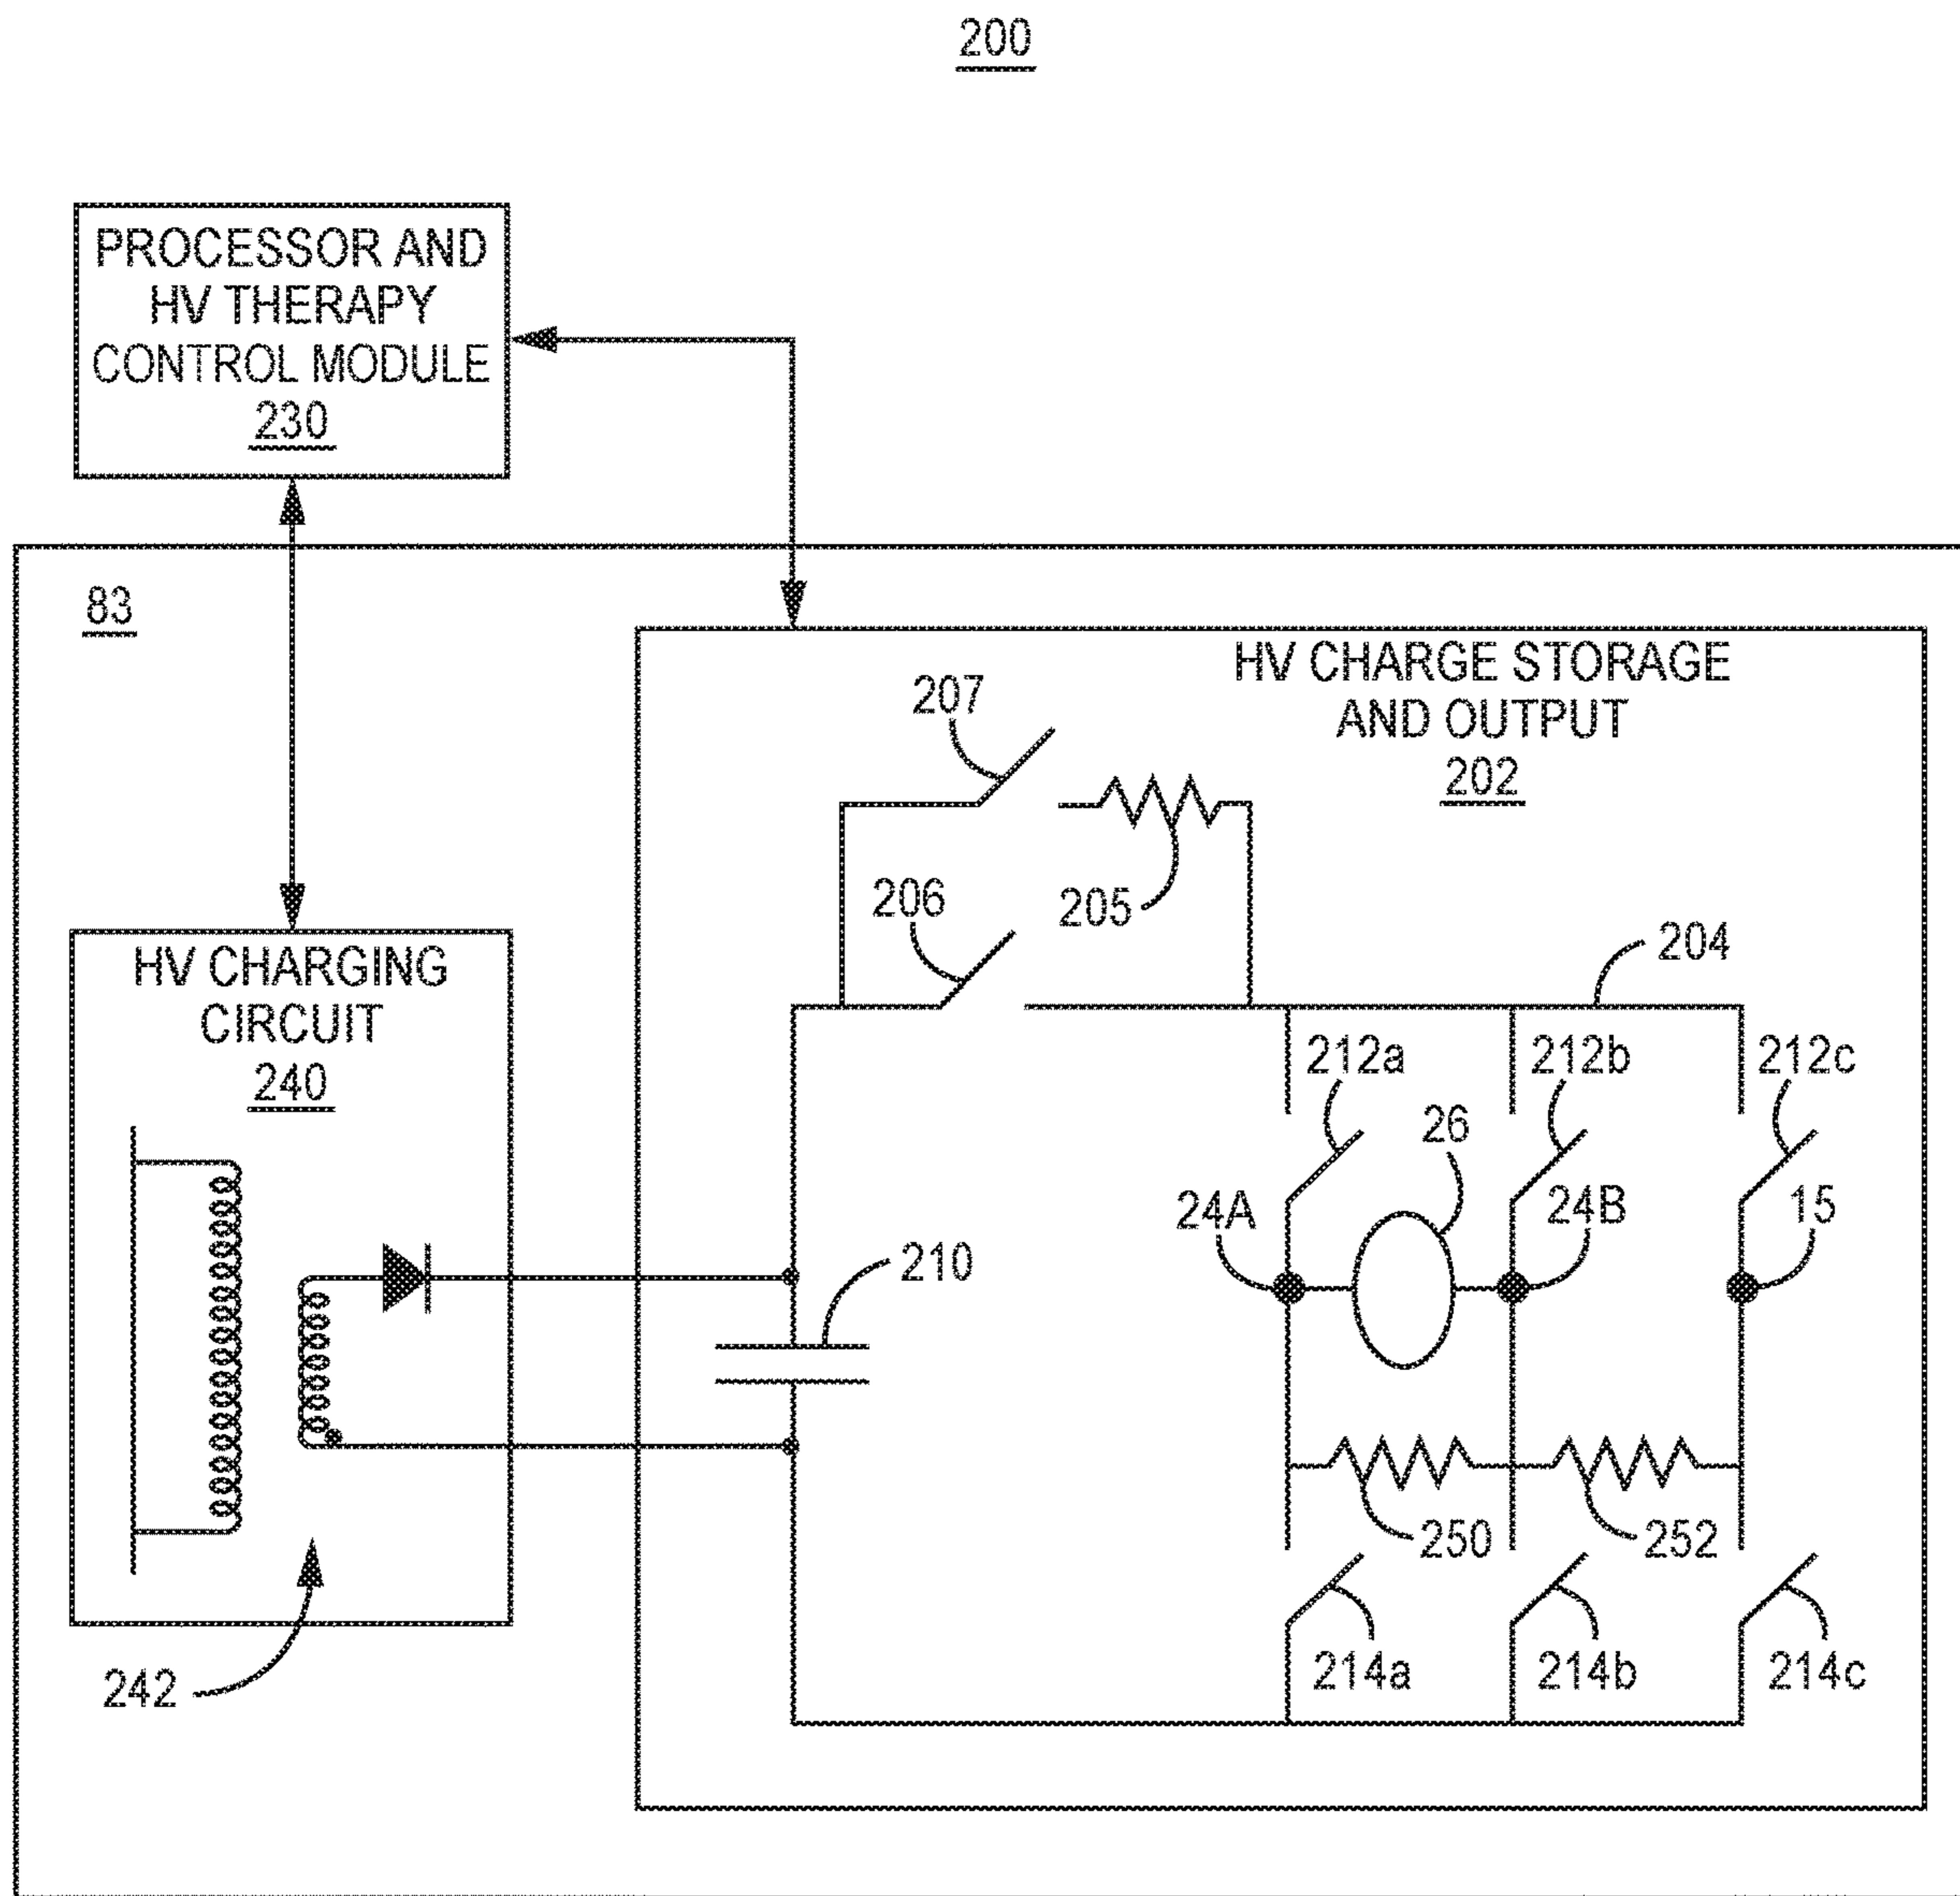 200
PROCESSOR AND
HV THERAPY
CONTROL MODULE
230
83
HV CHARGE STORAGE
AND OUTPUT
202
207
205
206
204
HV CHARGING
CIRCUIT
240
212a
212b
212c
26
24A
24B
15
210
250
252
214a
214b
214c
242